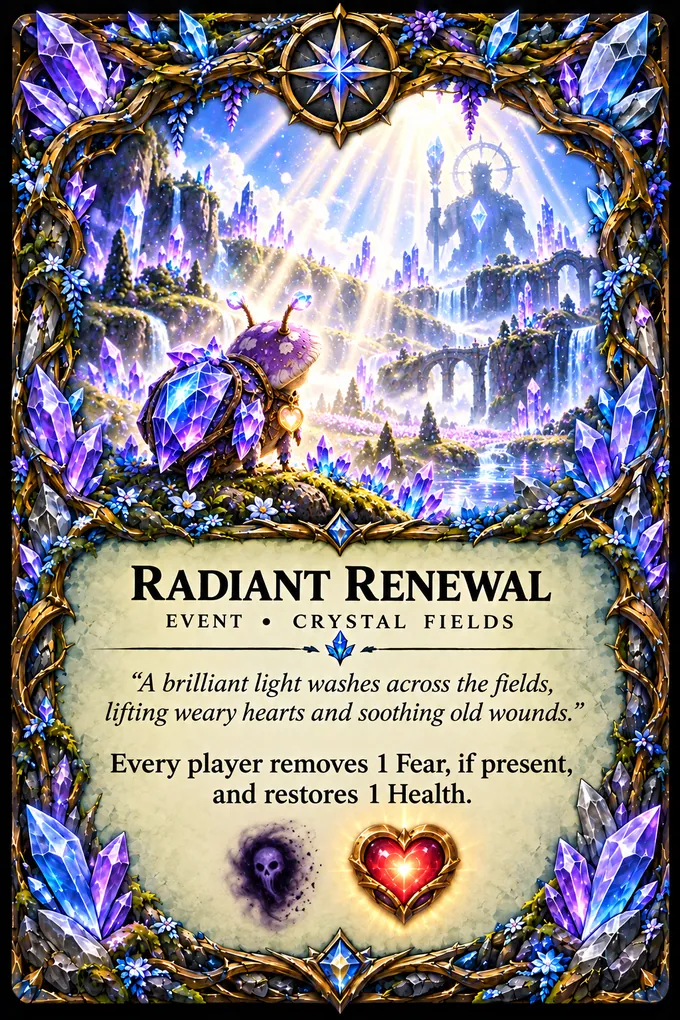 RADIANT RENEWAL
EVENT • CRYSTAL FIELDS
“A brilliant light washes across the fields,
lifting weary hearts and soothing old wounds.”
Every player removes 1 Fear, if present,
and restores 1 Health.